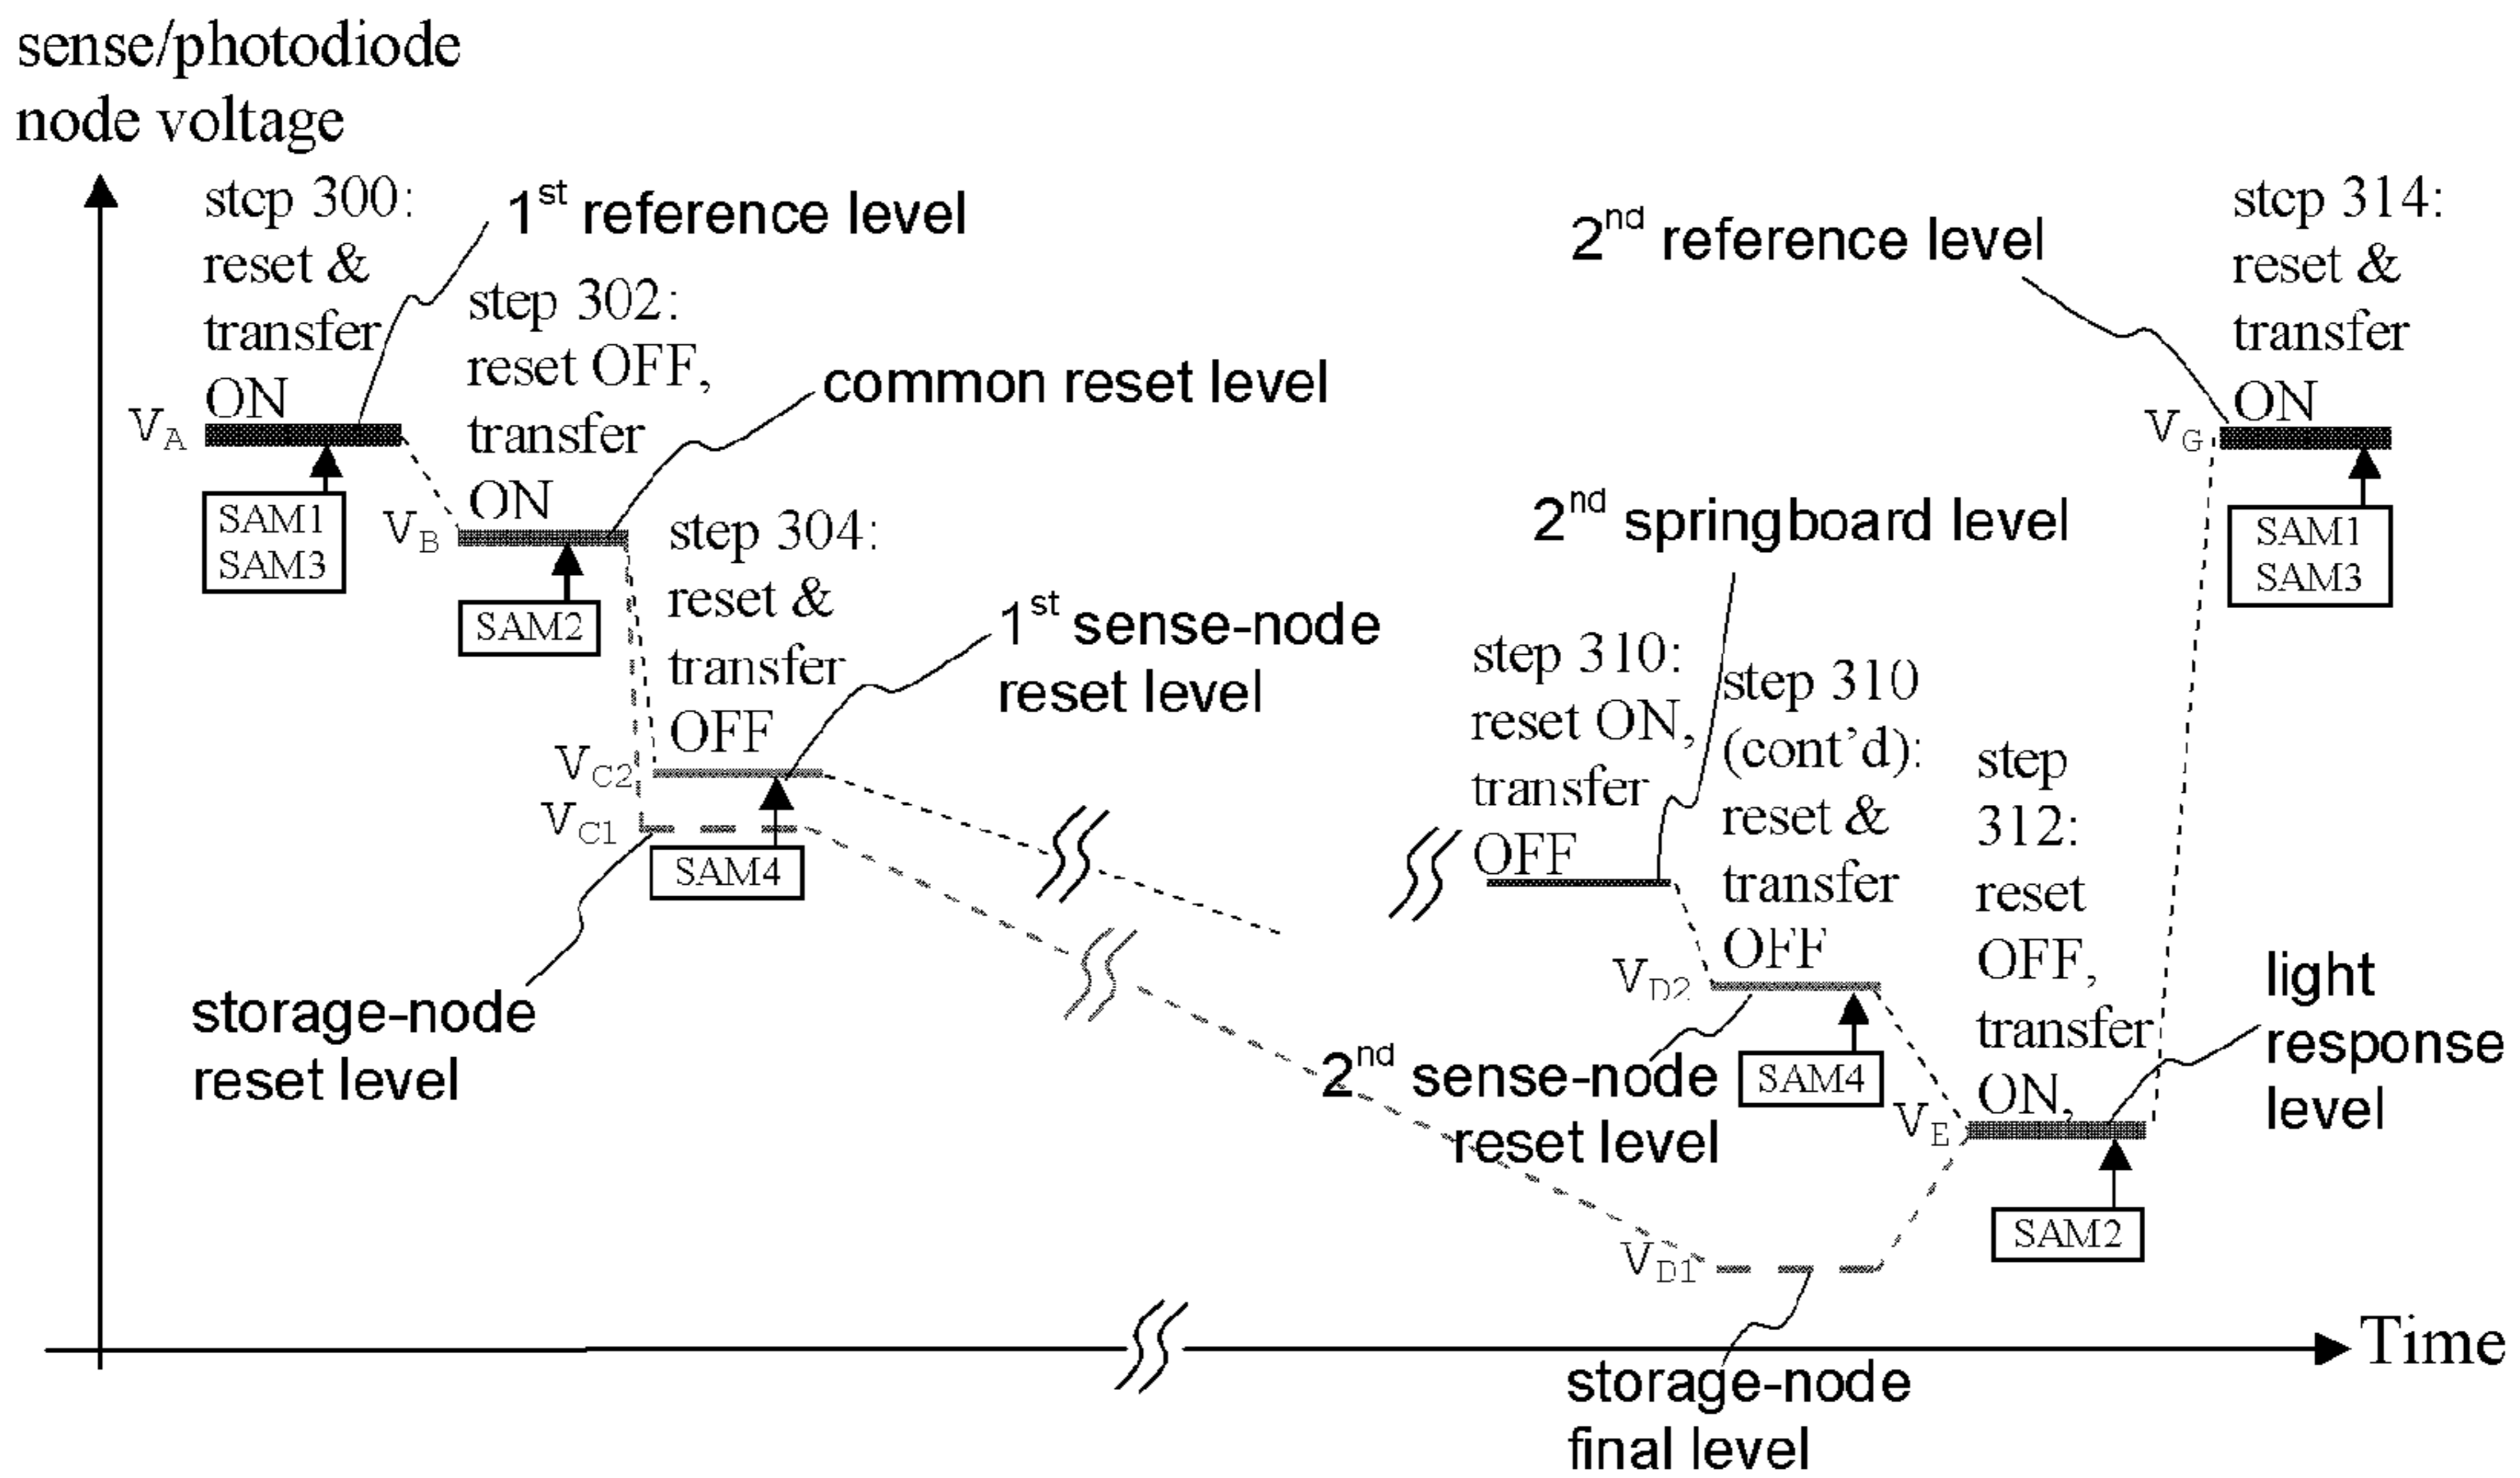 sense/photodiode
node voltage
step 300:
reset &
transfer
ON
1st reference level
step 302:
reset OFF,
transfer
ON
common reset level
VA
SAM1
SAM3
VB
SAM2
step 304:
reset &
transfer
OFF
1st sense-node
reset level
VC2
VC1
SAM4
storage-node
reset level
2nd reference level
step 314:
reset &
transfer
ON
VG
SAM1
SAM3
2nd springboard level
step 310:
reset ON,
transfer
OFF
step 310
(cont'd):
reset &
transfer
OFF
VD2
SAM4
2nd sense-node
reset level
step
312:
reset
OFF,
transfer
ON,
VE
SAM2
light
response
level
VD1
storage-node
final level
Time